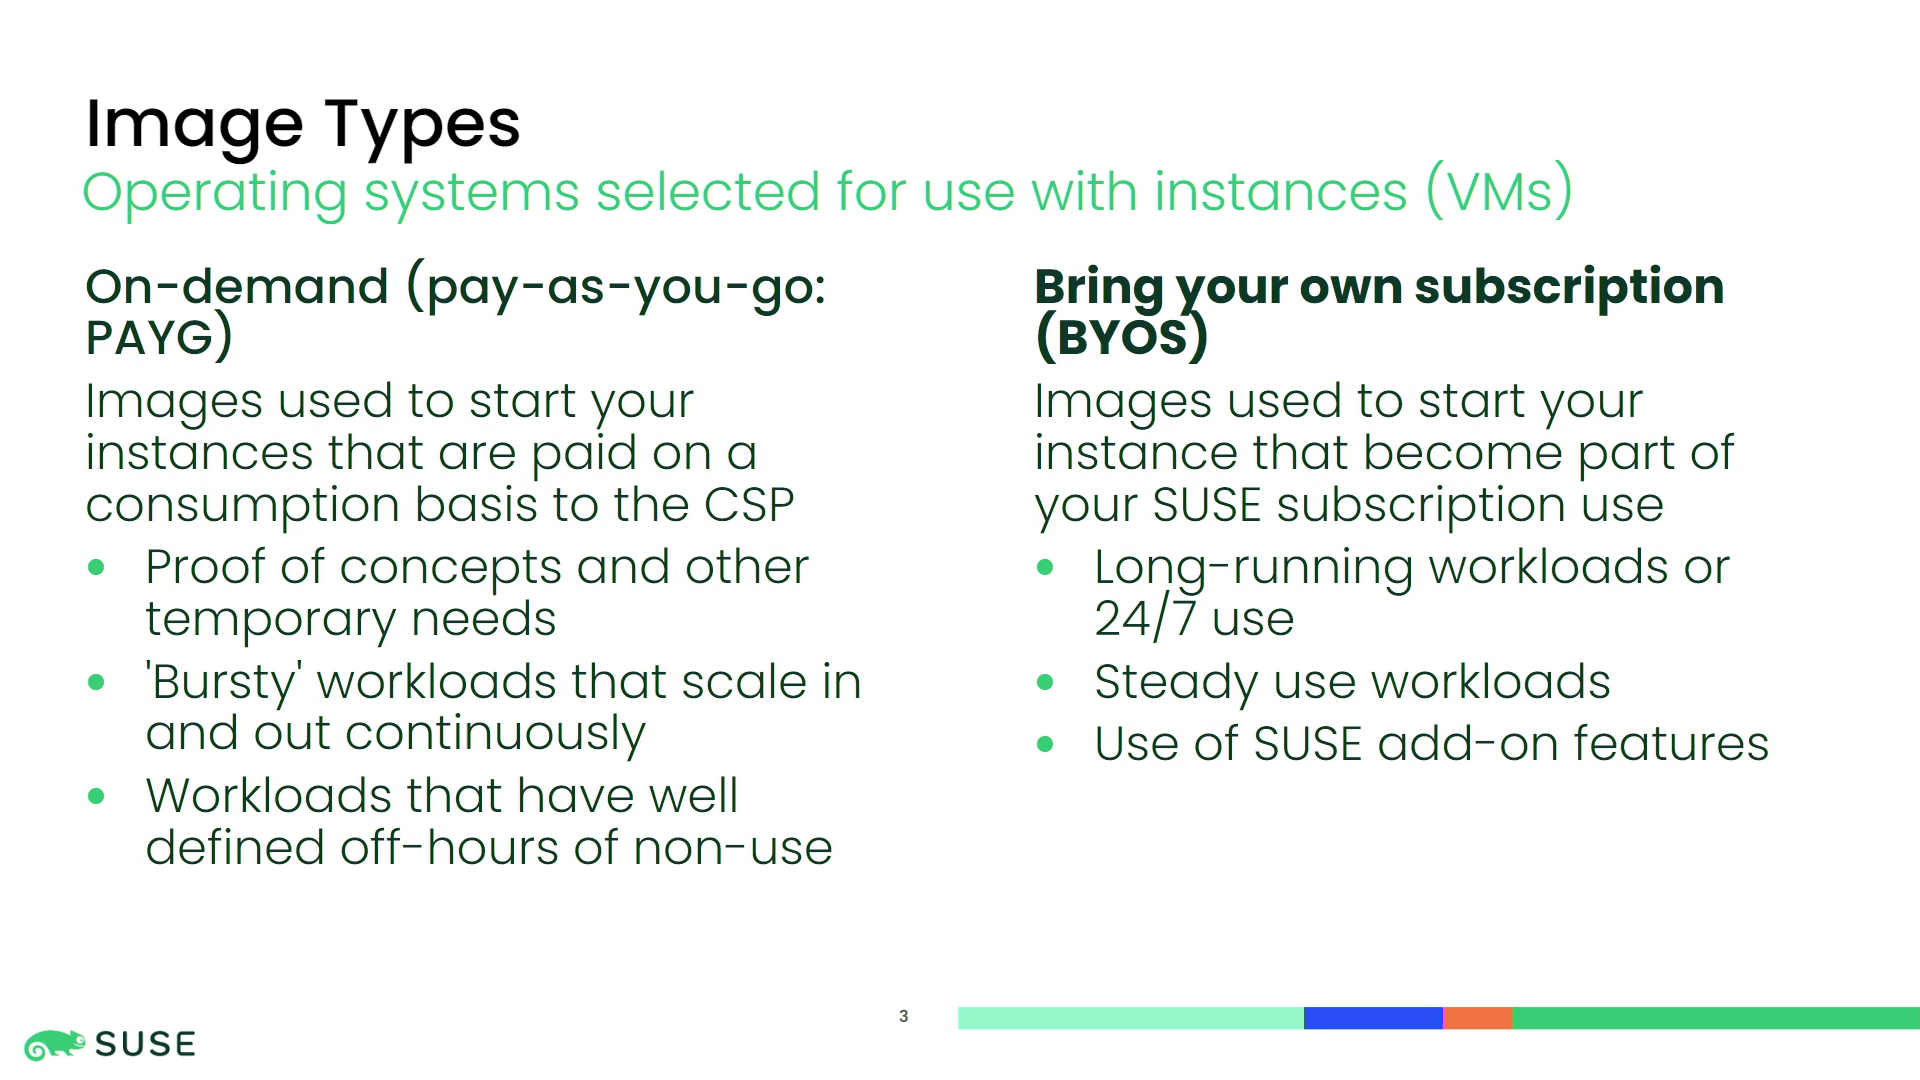 Image Types
Operating systems selected for use with instances (VMs)
On-demand (pay-as-you-go:
PAYG)
Images used to start your
instances that are paid on a
consumption basis to the CSP
• Proof of concepts and other
temporary needs
• 'Bursty' workloads that scale in
and out continuously
• Workloads that have well
defined off-hours of non-use
Bring your own subscription
(BYOS)
Images used to start your
instance that become part of
your SUSE subscription use
• Long-running workloads or
24/7 use
• Steady use workloads
• Use of SUSE add-on features
3
SUSE